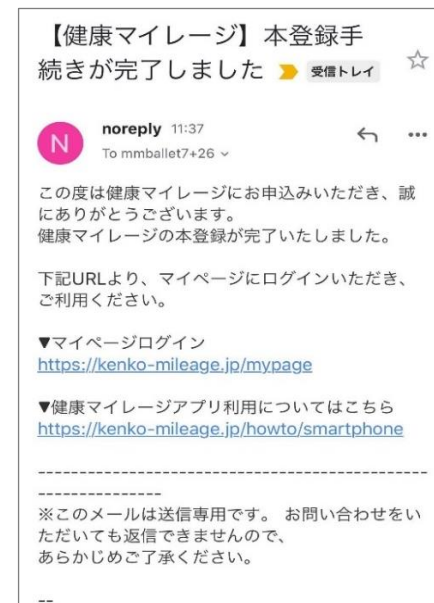 【健康マイレージ】本登録手
続きが完了しました 受信トレイ
N
noreply 11:37
To mmballet7+26
この度は健康マイレージにお申込みいただき、誠
にありがとうございます。
健康マイレージの本登録が完了いたしました。
下記URLより、マイページにログインいただき、
ご利用ください。
▼マイページログイン
https://kenko-mileage.jp/mypage
▼健康マイレージアプリ利用についてはこちら
https://kenko-mileage.jp/howto/smartphone
------------------------------------------------
---------------
※このメールは送信専用です。 お問い合わせをい
ただいても返信できませんので、
あらかじめご了承ください。
--